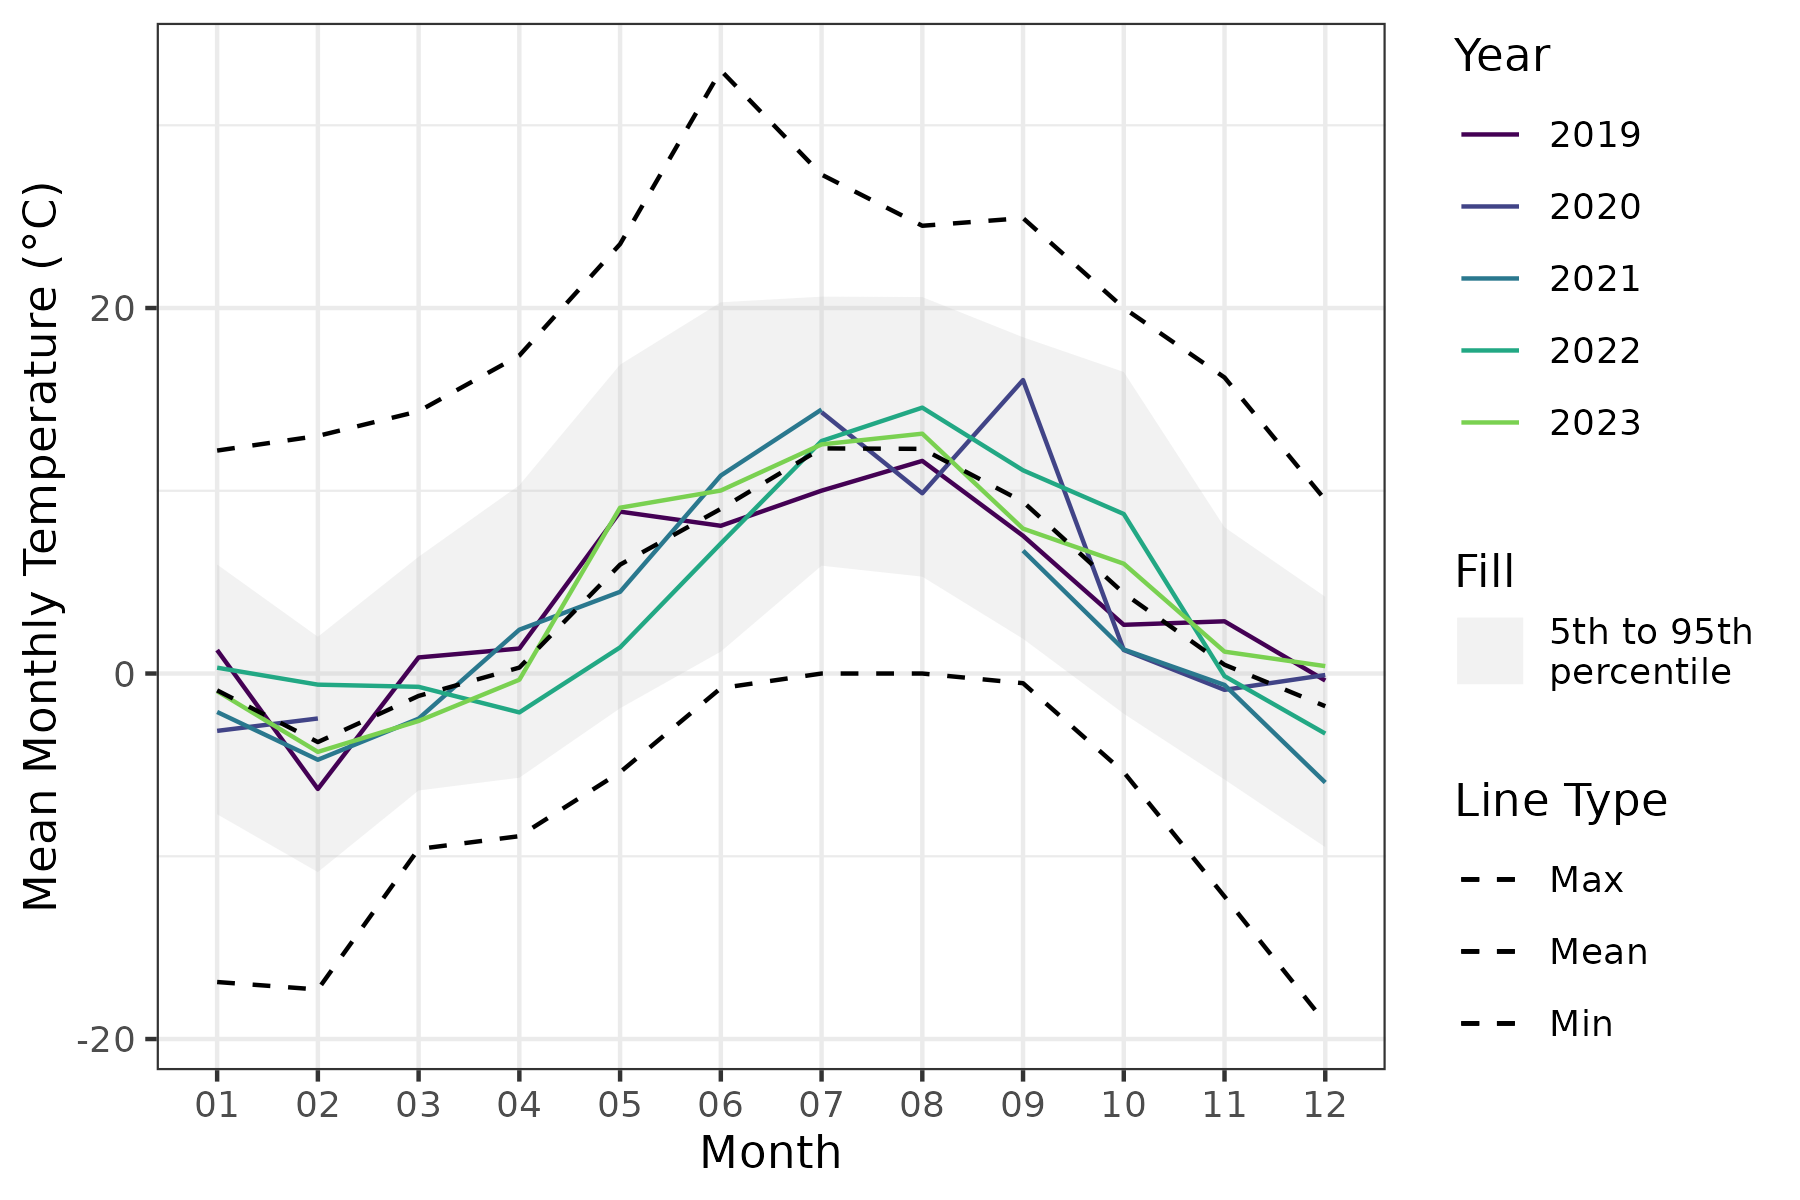 Mean Monthly Temperature (°C)
20
0
-20
01 02 03 04 05 06 07 08 09 10 11 12
Month
Year
2019
2020
2021
2022
2023
Fill
5th to 95th
percentile
Line Type
Max
Mean
Min